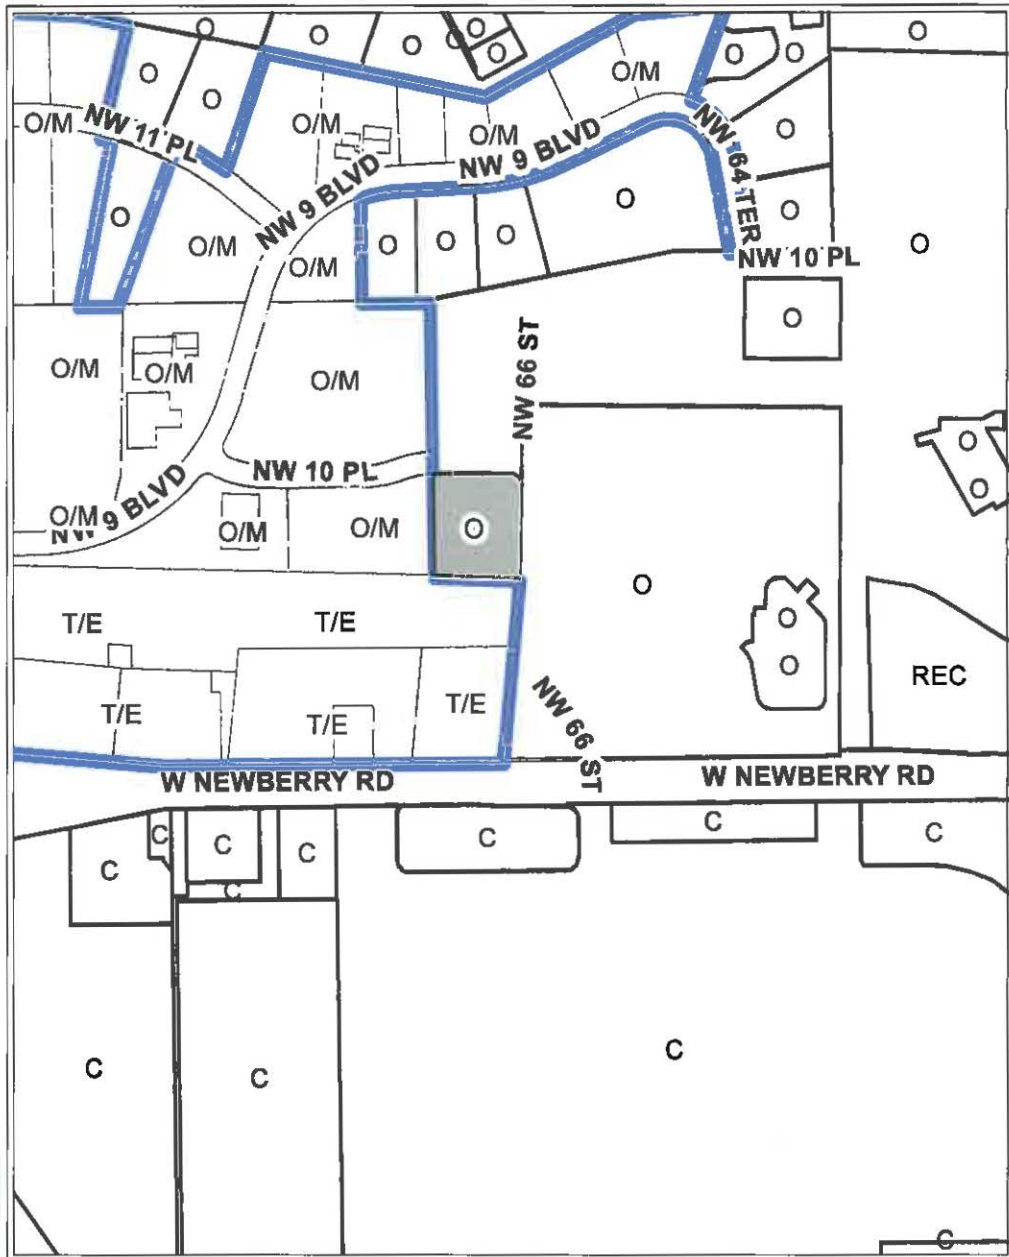 O O O O O
O O O/M O O
O O O/M
O/M NW 11 PL O/M O/M NW 9 BLVD NW 64 TER O
NW 9 BLVD
O O O
O/M O/M O O O O
NW 10 PL
O
NW 66 ST
O/M O/M O/M
O
NW 10 PL O
O/M NW 9 BLVD O/M O/M O
O
T/E T/E O
O REC
T/E T/E T/E NW 66 ST
W NEWBERRY RD W NEWBERRY RD
C C C C C C C
C
C C C
C